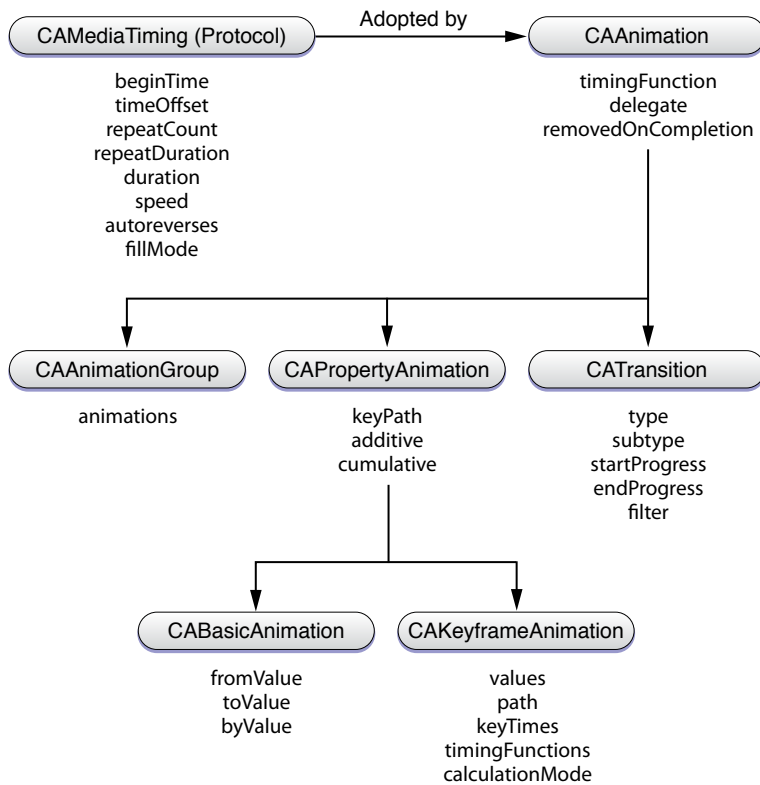 CAMediaTiming (Protocol)
Adopted by
CAAnimation
beginTime
timeOffset
repeatCount
repeatDuration
duration
speed
autoreverses
fillMode
timingFunction
delegate
removedOnCompletion
CAAnimationGroup
animations
CAPropertyAnimation
keyPath
additive
cumulative
CATransition
type
subtype
startProgress
endProgress
filter
CABasicAnimation
fromValue
toValue
byValue
CAKeyframeAnimation
values
path
keyTimes
timingFunctions
calculationMode